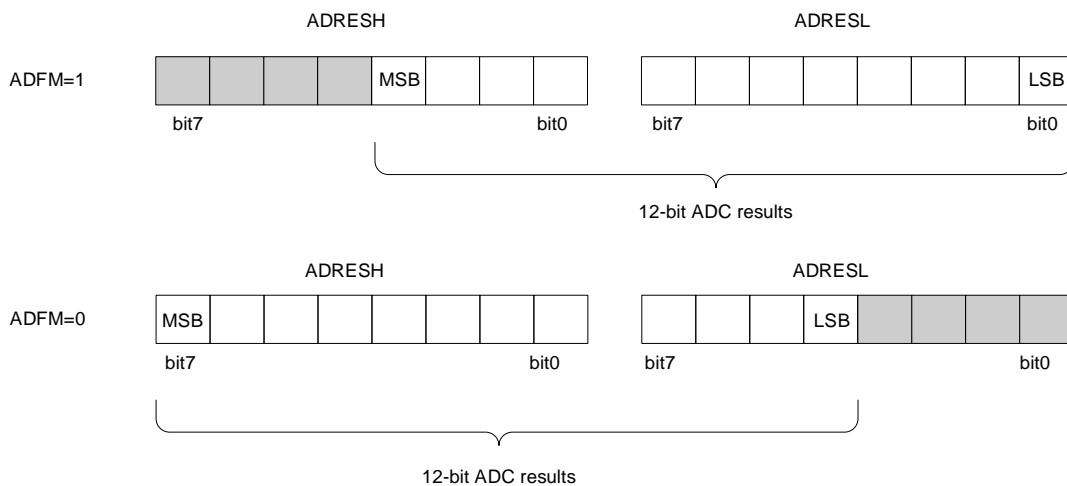 ADRESH ADRESL
ADFM=1 MSB LSB
bit7 bit0 bit7 bit0
12-bit ADC results
ADRESH ADRESL
ADFM=0 MSB LSB
bit7 bit0 bit7 bit0
12-bit ADC results